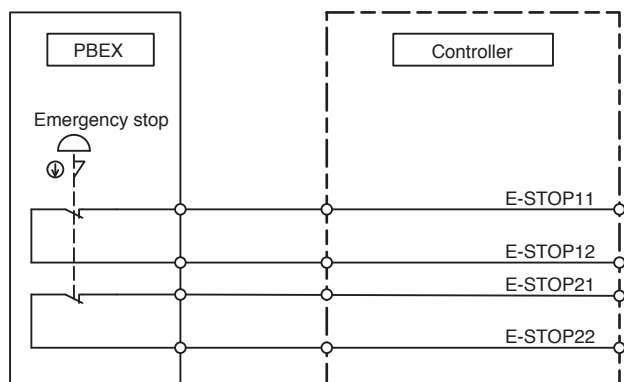 PBEX
Controller
Emergency stop
E-STOP11
E-STOP12
E-STOP21
E-STOP22